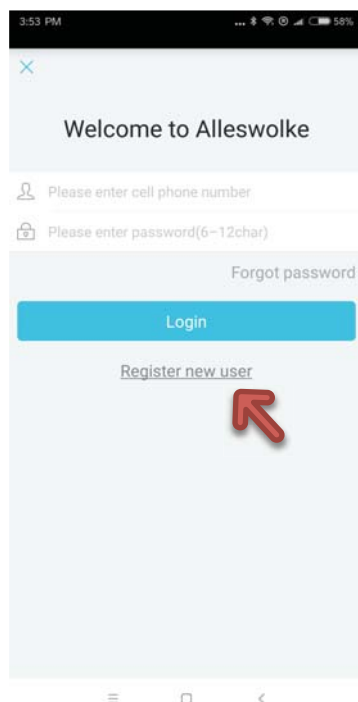 3:53 PM ... 58%
Welcome to Alleswolke
Please enter cell phone number
Please enter password(6-12char)
Forgot password
Login
Register new user